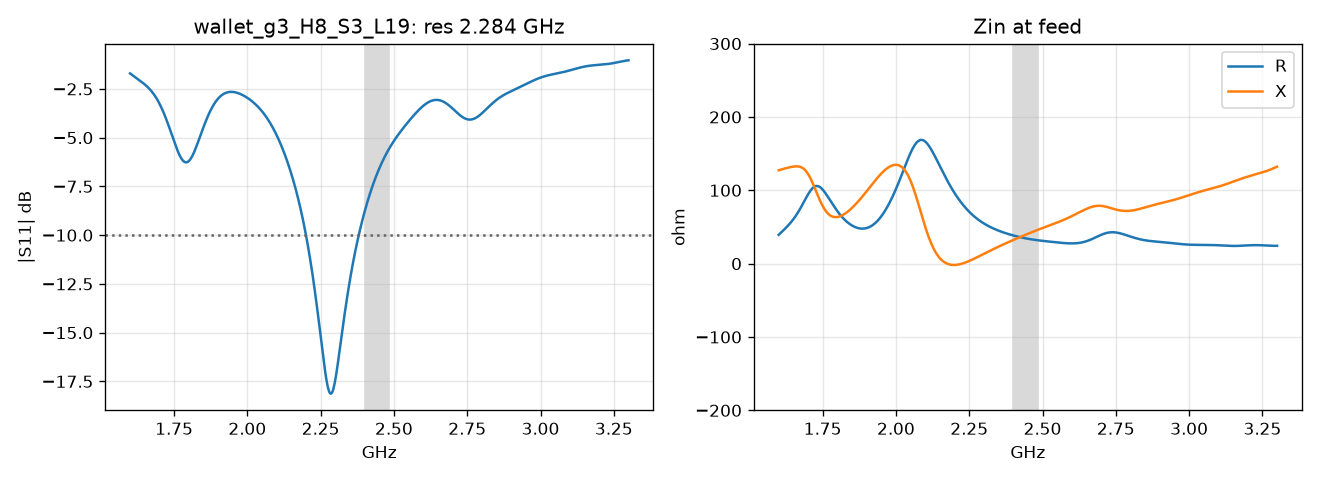 wallet_g3_H8_S3_L19: res 2.284 GHz
|S11| dB
−2.5
−5.0
−7.5
−10.0
−12.5
−15.0
−17.5
1.75 2.00 2.25 2.50 2.75 3.00 3.25
GHz
Zin at feed
ohm
300
200
100
0
−100
−200
R
X
1.75 2.00 2.25 2.50 2.75 3.00 3.25
GHz